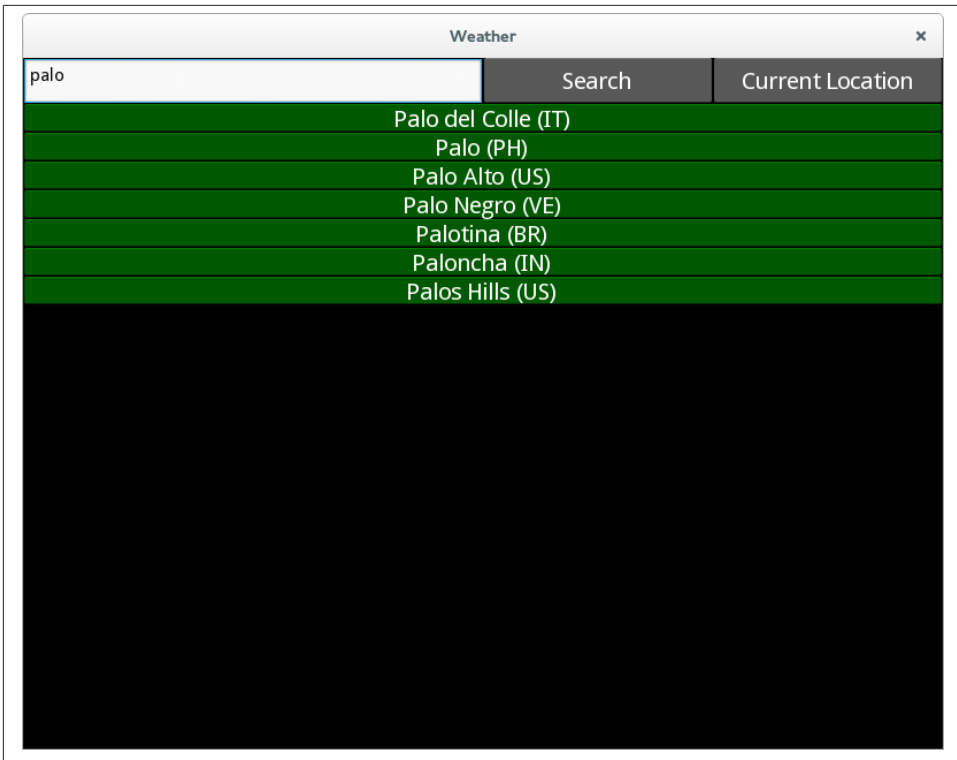 Weather
palo Search Current Location
Palo del Colle (IT)
Palo (PH)
Palo Alto (US)
Palo Negro (VE)
Palotina (BR)
Paloncha (IN)
Palos Hills (US)